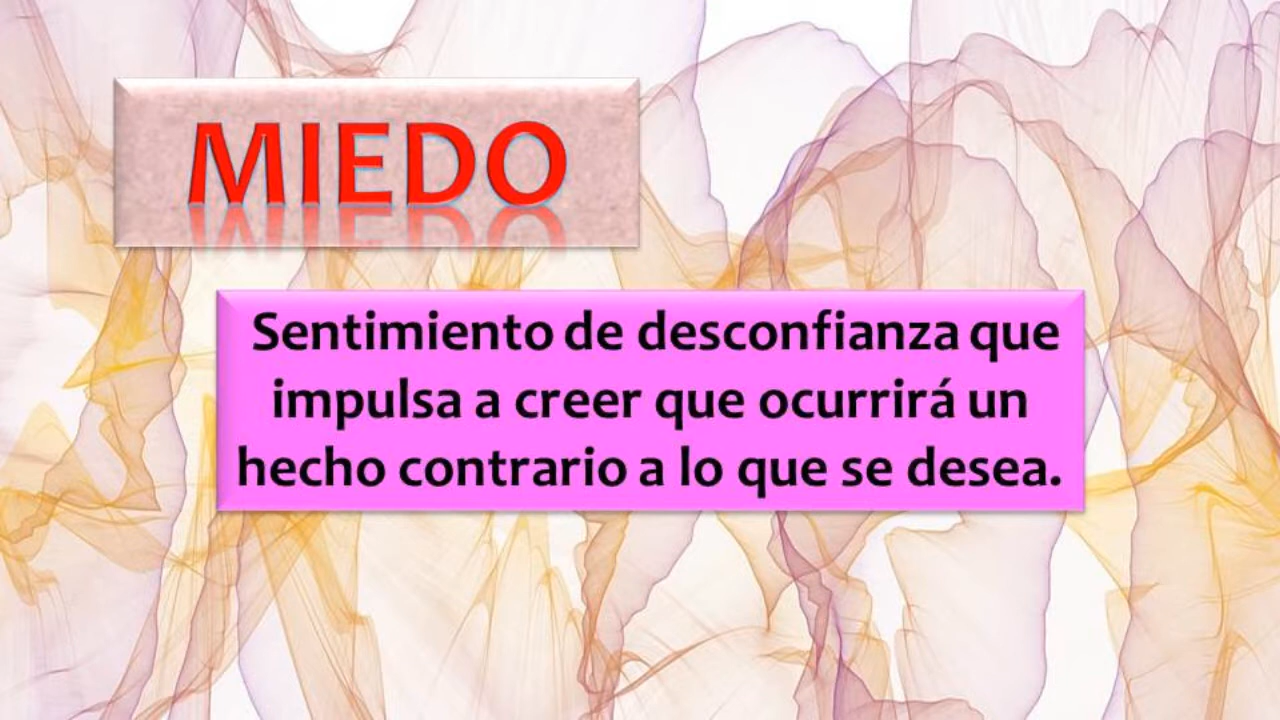 MIEDO
Sentimiento de desconfianza que
impulsa a creer que ocurrirá un
hecho contrario a lo que se desea.